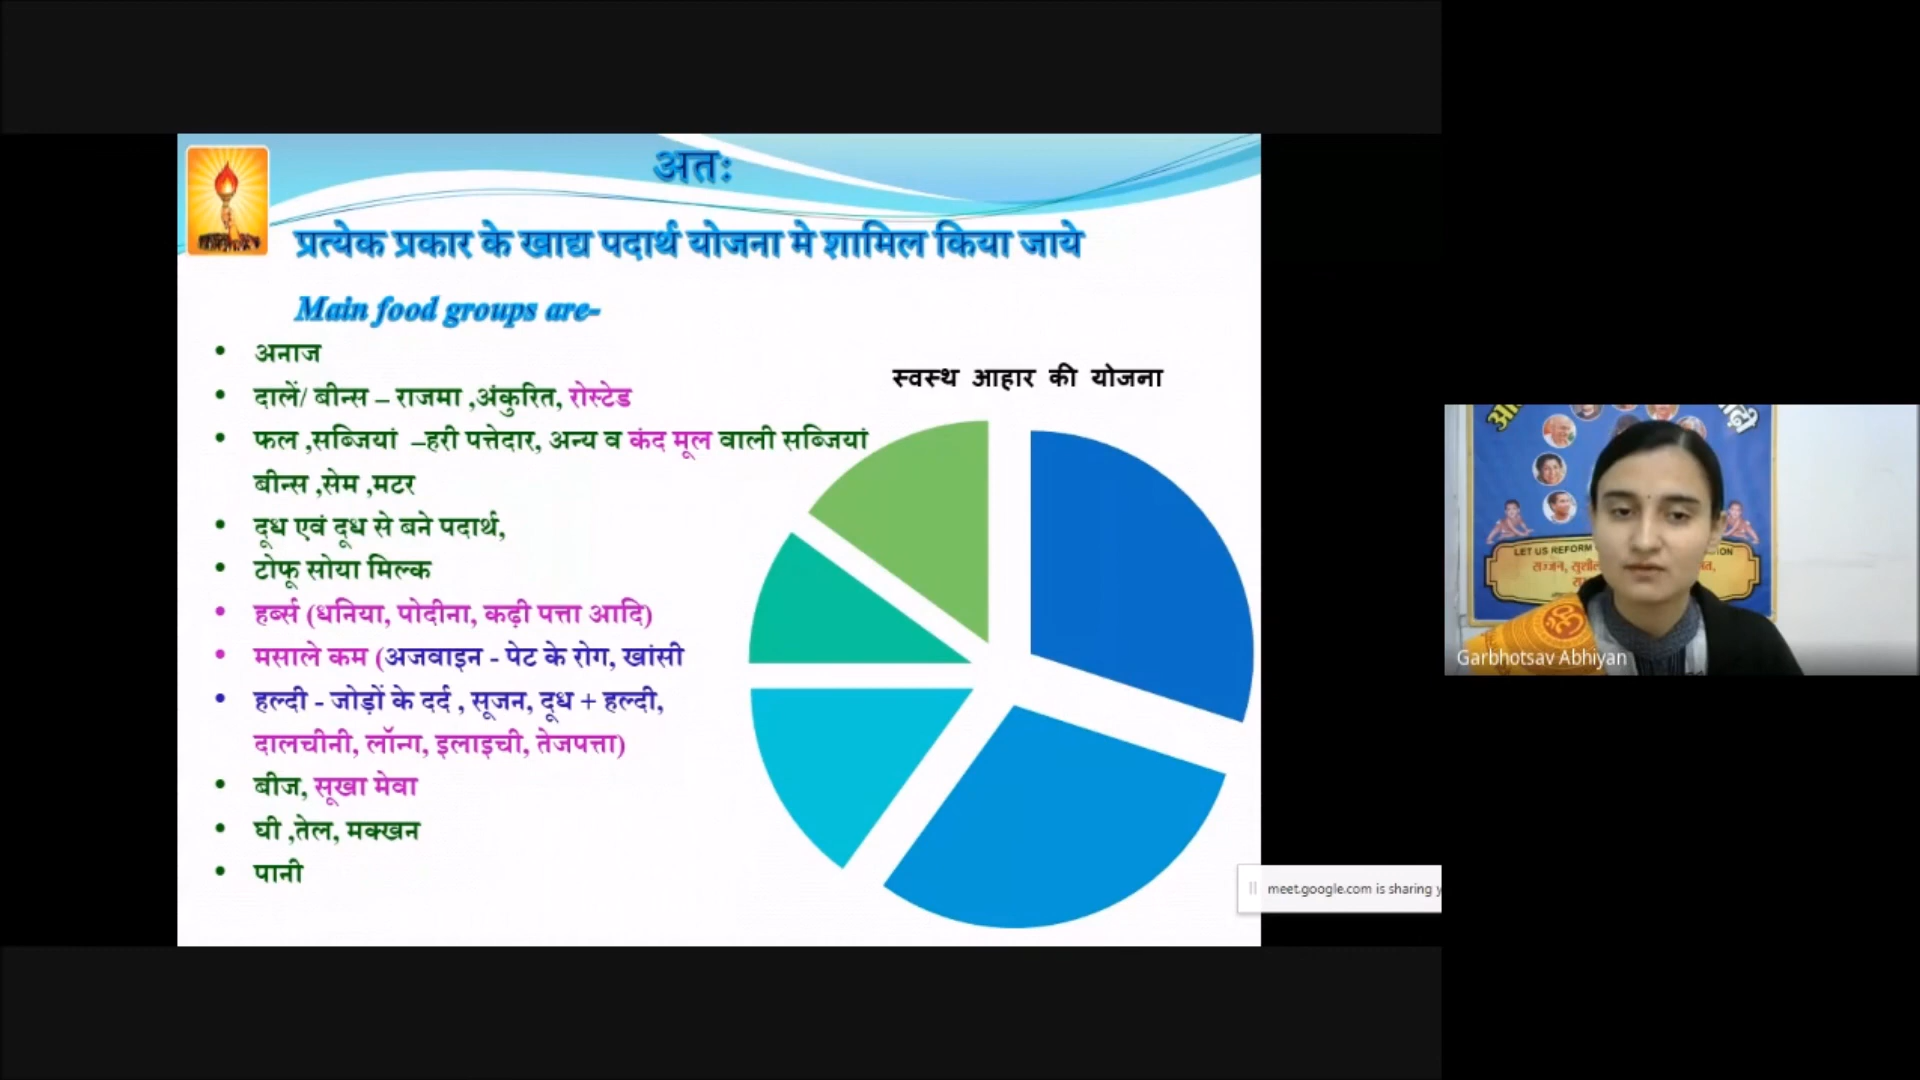 अतः
प्रत्येक प्रकार के खाद्य पदार्थ योजना मे शामिल किया जाये
Main food groups are-
• अनाज
• दालें/ बीन्स – राजमा ,अंकुरित, रोस्टेड
• फल ,सब्जियां –हरी पत्तेदार, अन्य व कंद मूल वाली सब्जियां
बीन्स ,सेम ,मटर
• दूध एवं दूध से बने पदार्थ,
• टोफू सोया मिल्क
• हर्ब्स (धनिया, पोदीना, कढ़ी पत्ता आदि)
• मसाले कम (अजवाइन - पेट के रोग, खांसी
• हल्दी - जोड़ों के दर्द , सूजन, दूध + हल्दी,
दालचीनी, लॉन्ग, इलाइची, तेजपत्ता)
• बीज, सूखा मेवा
• घी ,तेल, मक्खन
• पानी
स्वस्थ आहार की योजना
meet.google.com is sharing y
LET US REFORM
सज्जन, सुशील
Garbhotsav Abhiyan